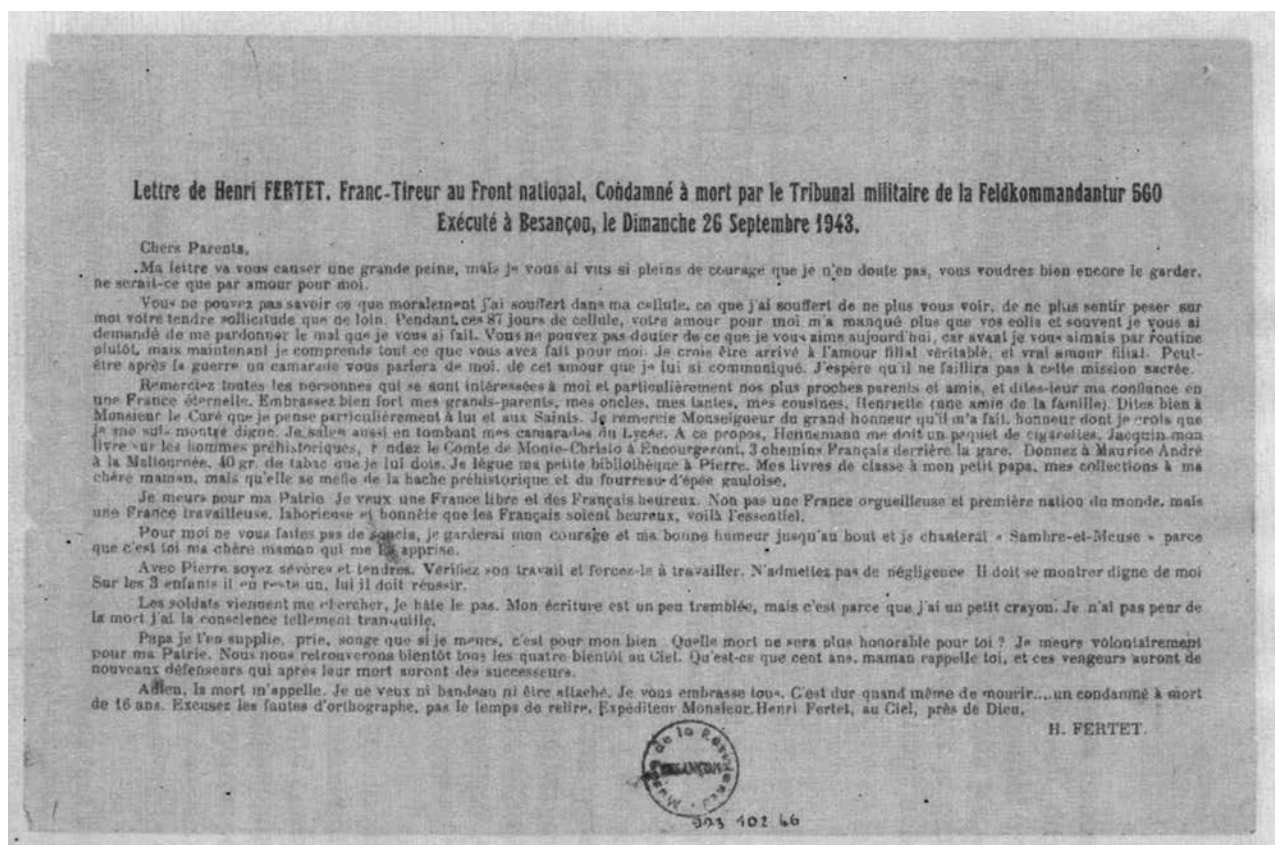 Lettre de Henri FERTET. Franc-Tireur au Front national, Condamné à mort par le Tribunal militaire de la Feldkommandantur 560
Exécuté à Besançon, le Dimanche 26 Septembre 1943.
Chers Parents,
Ma lettre va vous causer une grande peine, mais je vous ai vus si pleins de courage que je n'en doute pas, vous voudrez bien encore le garder,
ne serait-ce que par amour pour moi.
Vous ne pouvez pas savoir ce que moralement j'ai souffert dans ma cellule, ce que j'ai souffert de ne plus vous voir, de ne plus sentir peser sur
moi votre tendre sollicitude que de loin. Pendant ces 87 jours de cellule, votre amour pour moi m'a manqué plus que vos colis et souvent je vous ai
demandé de me pardonner le mal que je vous ai fait. Vous ne pouvez pas douter de ce que je vous aime aujourd'hui, car avant je vous aimais par routine
plutôt, mais maintenant je comprends tout ce que vous avez fait pour moi. Je crois être arrivé à l'amour filial véritable, et vrai amour filial. Peut-
être après la guerre un camarade vous parlera de moi, de cet amour que je lui ai communiqué. J'espère qu'il ne faillira pas à cette mission sacrée.
Remerciez toutes les personnes qui se sont intéressées à moi et particulièrement nos plus proches parents et amis, et dites-leur ma confiance en
une France éternelle. Embrassez bien fort mes grands-parents, mes oncles, mes tantes, mes cousines, Henriette (une amie de la famille). Dites bien à
Monsieur le Curé que je pense particulièrement à lui et aux Saints. Je remercie Monseigneur du grand honneur qu'il m'a fait, honneur dont je crois que
je me suis montré digne. Je salue aussi en tombant mes camarades du Lycée. A ce propos, Hennemann me doit un paquet de cigarettes, Jacquin mon
livre sur les hommes préhistoriques, r ndez le Comte de Monte-Christo à Emourgeront, 3 chemins Français derrière la gare. Donnez à Maurice André
à la Maltournée, 40 gr. de tabac que je lui dois. Je lègue ma petite bibliothèque à Pierre. Mes livres de classe à mon petit papa, mes collections à ma
chère maman, mais qu'elle se méfie de la hache préhistorique et du fourreau d'épée gauloise.
Je meurs pour ma Patrie Je veux une France libre et des Français heureux. Non pas une France orgueilleuse et première nation du monde, mais
une France travailleuse, laborieuse et honnête que les Français soient heureux, voilà l'essentiel.
Pour moi ne vous faites pas de soucis, je garderai mon courage et ma bonne humeur jusqu'au bout et je chanterai « Sambre-et-Meuse » parce
que c'est toi ma chère maman qui me apprise.
Avec Pierre soyez sévères et tendres. Vérifiez son travail et forcez-le à travailler. N'admettez pas de négligence Il doit se montrer digne de moi
Sur les 3 enfants il en reste un, lui il doit réussir.
Les soldats viennent me chercher, je hâte le pas. Mon écriture est un peu tremblée, mais c'est parce que j'ai un petit crayon. Je n'ai pas peur de
la mort j'ai la conscience tellement tranquille.
Papa je t'en supplie, prie, songe que si je meurs, c'est pour mon bien Quelle mort ne sera plus honorable pour toi ? Je meurs volontairement
pour ma Patrie. Nous nous retrouverons bientôt tous les quatre bientôt au Ciel. Qu'est-ce que cent ans, maman rappelle toi, et ces vengeurs auront de
nouveaux défenseurs qui après leur mort auront des successeurs.
Adieu, la mort m'appelle. Je ne veux ni bandeau ni être attaché. Je vous embrasse tous. C'est dur quand même de mourir....un condamné à mort
de 16 ans. Excusez les fautes d'orthographe, pas le temps de relire. Expéditeur Monsieur Henri Fertet, au Ciel, près de Dieu.
H. FERTET.
Musée de la Résistance
BESANÇON
402 66